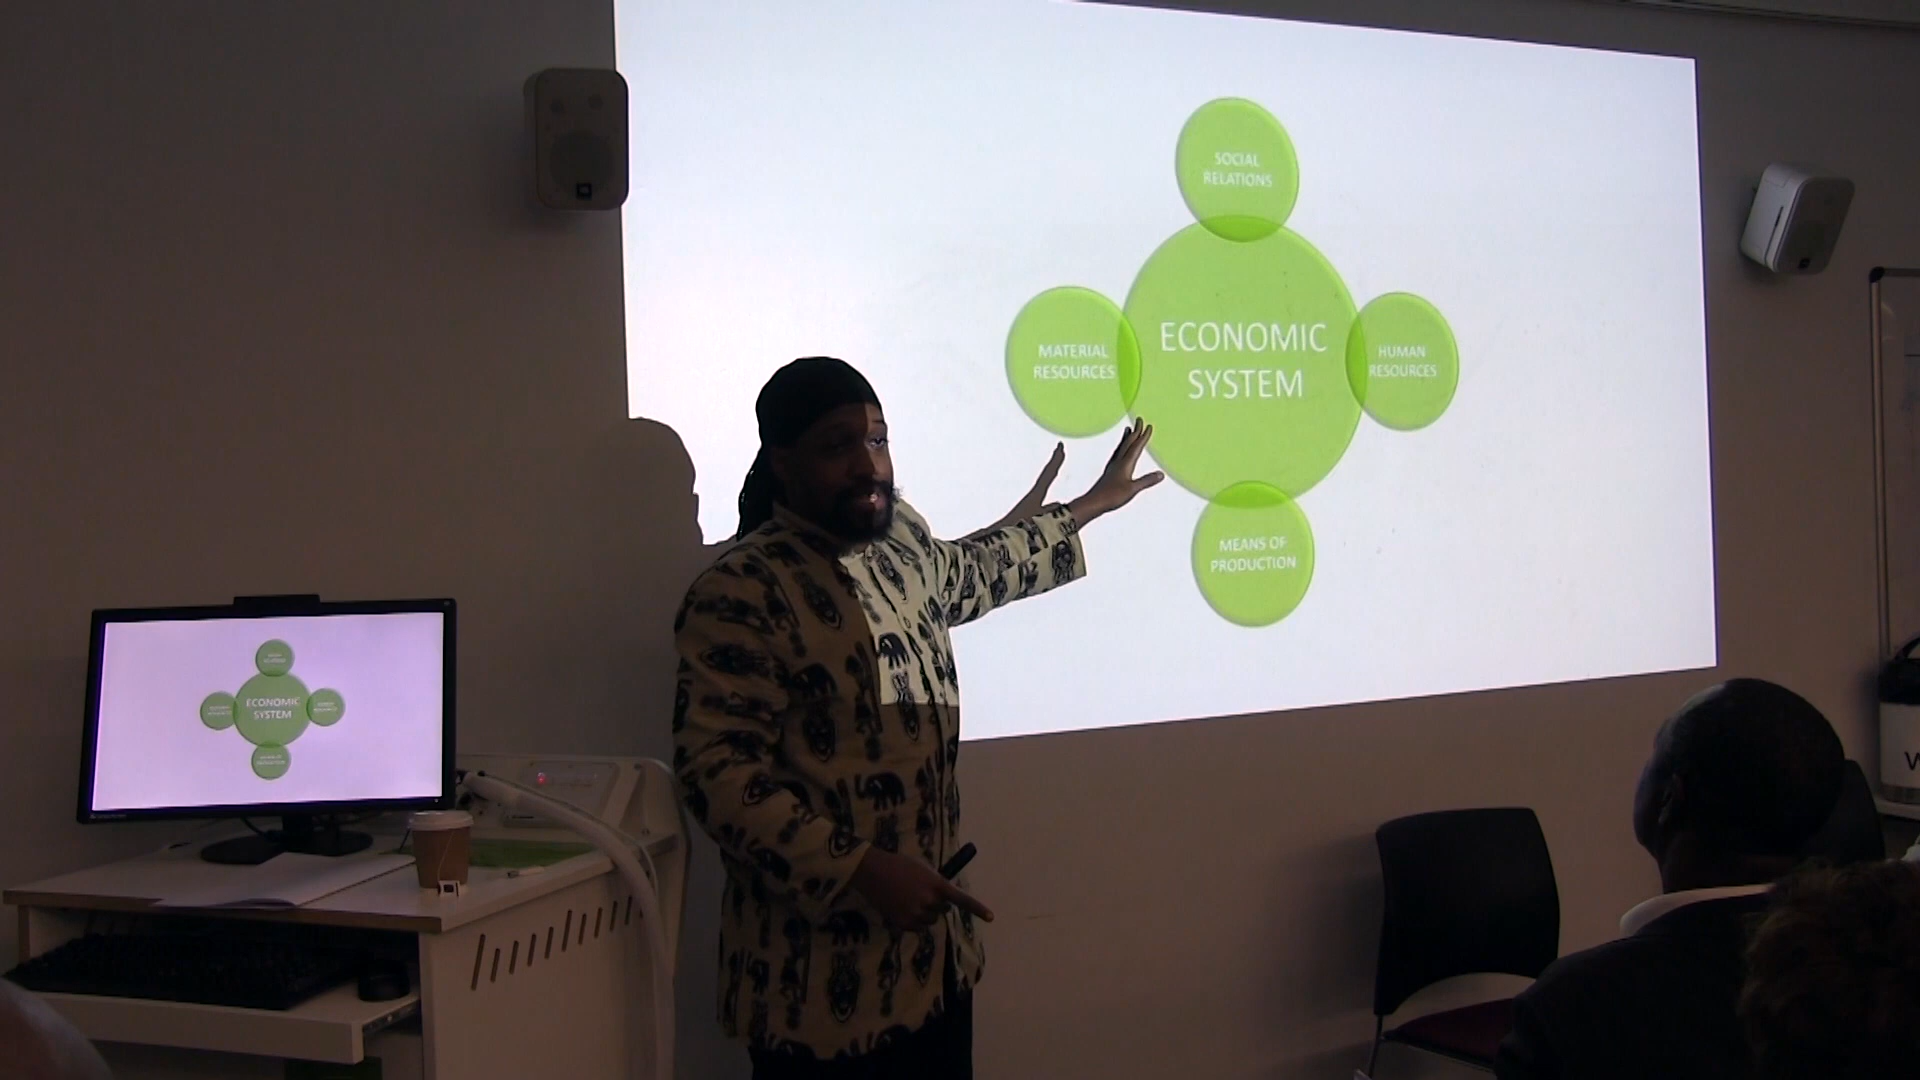 SOCIAL
RELATIONS
MATERIAL
RESOURCES
ECONOMIC
SYSTEM
HUMAN
RESOURCES
MEANS OF
PRODUCTION
ECONOMIC
SYSTEM
W